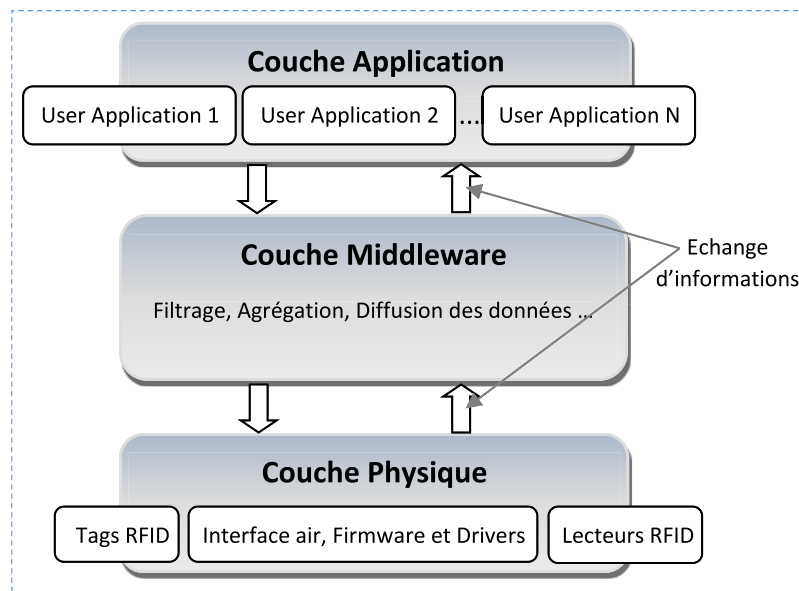 Couche Application
User Application 1
User Application 2
...
User Application N
Couche Middleware
Filtrage, Agrégation, Diffusion des données ...
Echange
d'informations
Couche Physique
Tags RFID
Interface air, Firmware et Drivers
Lecteurs RFID